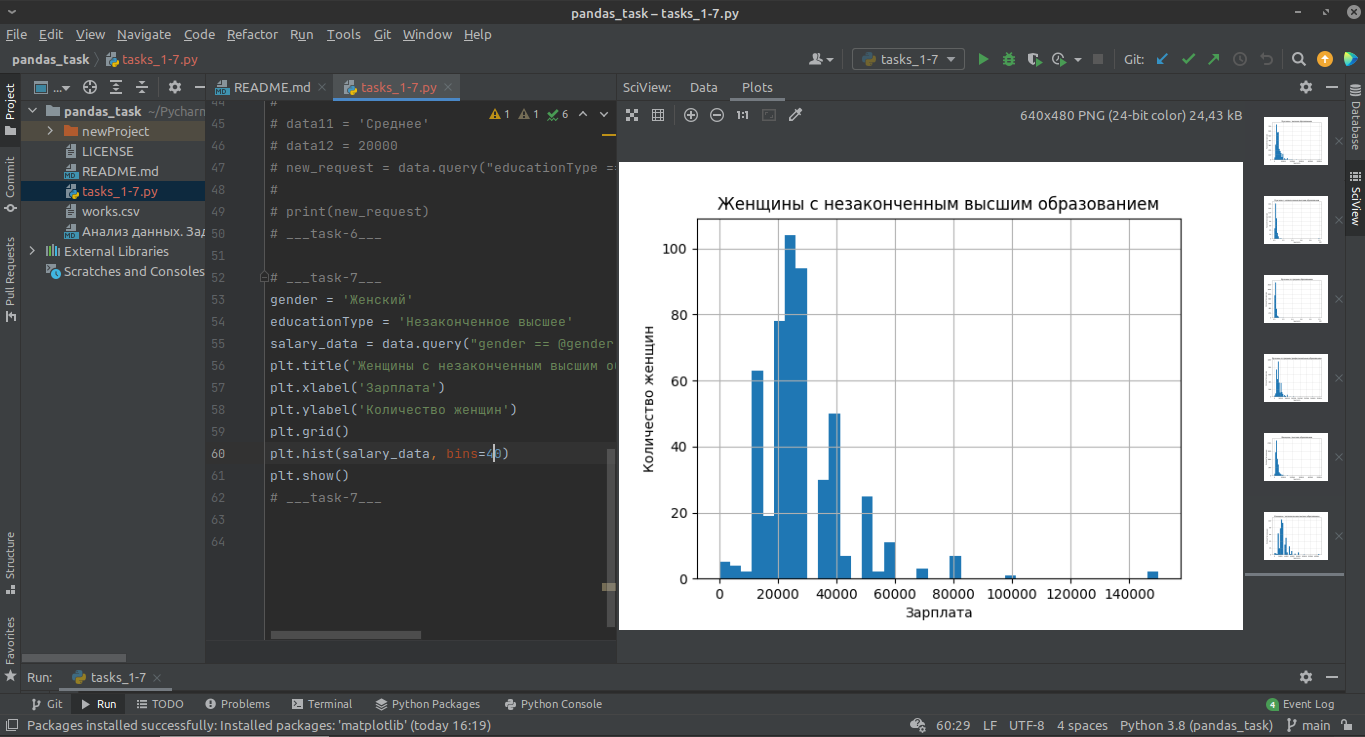 pandas_task – tasks_1-7.py
File Edit View Navigate Code Refactor Run Tools Git Window Help
pandas_task tasks_1-7.py
tasks_1-7 Git:
...
README.md tasks_1-7.py
SciView: Data Plots
Project
Commit
Pull Requests
Structure
Favorites
pandas_task ~/Pycharm
newProject
LICENSE
README.md
tasks_1-7.py
works.csv
Анализ данных. Зад
External Libraries
Scratches and Consoles
1 1 6
44 #
45 # data11 = 'Среднее'
46 # data12 = 20000
47 # new_request = data.query("educationType ==
48 #
49 # print(new_request)
50 # ___task-6___
51
52 # ___task-7___
53 gender = 'Женский'
54 educationType = 'Незаконченное высшее'
55 salary_data = data.query("gender == @gender
56 plt.title('Женщины с незаконченным высшим об
57 plt.xlabel('Зарплата')
58 plt.ylabel('Количество женщин')
59 plt.grid()
60 plt.hist(salary_data, bins=40)
61 plt.show()
62 # ___task-7___
63
64
1:1
640x480 PNG (24-bit color) 24,43 kB
Женщины с незаконченным высшим образованием
Количество женщин
100
80
60
40
20
0
0 20000 40000 60000 80000 100000 120000 140000
Зарплата
Database
SciView
Run: tasks_1-7
Git Run TODO Problems Terminal Python Packages Python Console 4 Event Log
Packages installed successfully: Installed packages: 'matplotlib' (today 16:19) 60:29 LF UTF-8 4 spaces Python 3.8 (pandas_task) main